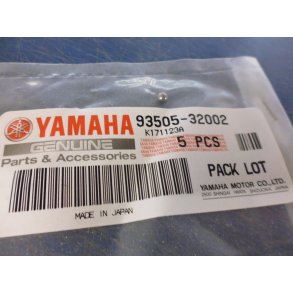 YAMAHA 93505-32002
GENUINE K171123A
Parts & Accessories
5 PCS
PACK LOT
YAMAHA MOTOR CO.,LTD.
MADE IN JAPAN